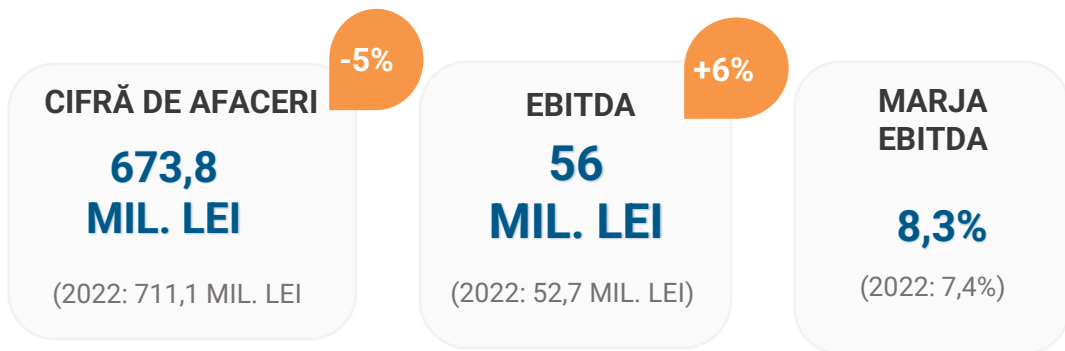 -5%
CIFRĂ DE AFACERI
673,8
MIL. LEI
(2022: 711,1 MIL. LEI
+6%
EBITDA
56
MIL. LEI
(2022: 52,7 MIL. LEI)
MARJA
EBITDA
8,3%
(2022: 7,4%)